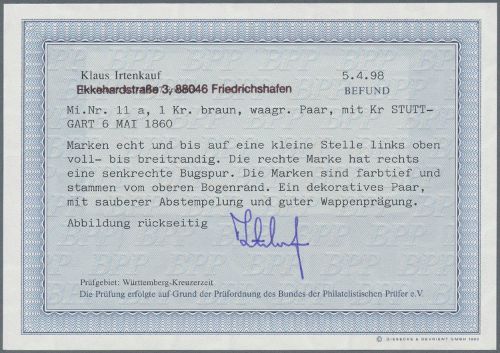 Klaus Irtenkauf
5.4.98
Ekkehardstraße 3, 88046 Friedrichshafen
BEFUND
Mi.Nr. 11 a, 1 Kr. braun, waagr. Paar, mit Kr STUTT-
GART 6 MAI 1860
Marken echt und bis auf eine kleine Stelle links oben
voll- bis breitrandig. Die rechte Marke hat rechts
eine senkrechte Bugspur. Die Marken sind farbtief und
stammen vom oberen Bogenrand. Ein dekoratives Paar,
mit sauberer Abstempelung und guter Wappenprägung.
Abbildung rückseitig
Prüfgebiet: Württemberg-Kreuzerzeit
Die Prüfung erfolgte auf Grund der Prüfordnung des Bundes der Philatelistischen Prüfer e.V.
© GIESECKE & DEVRIENT GMBH